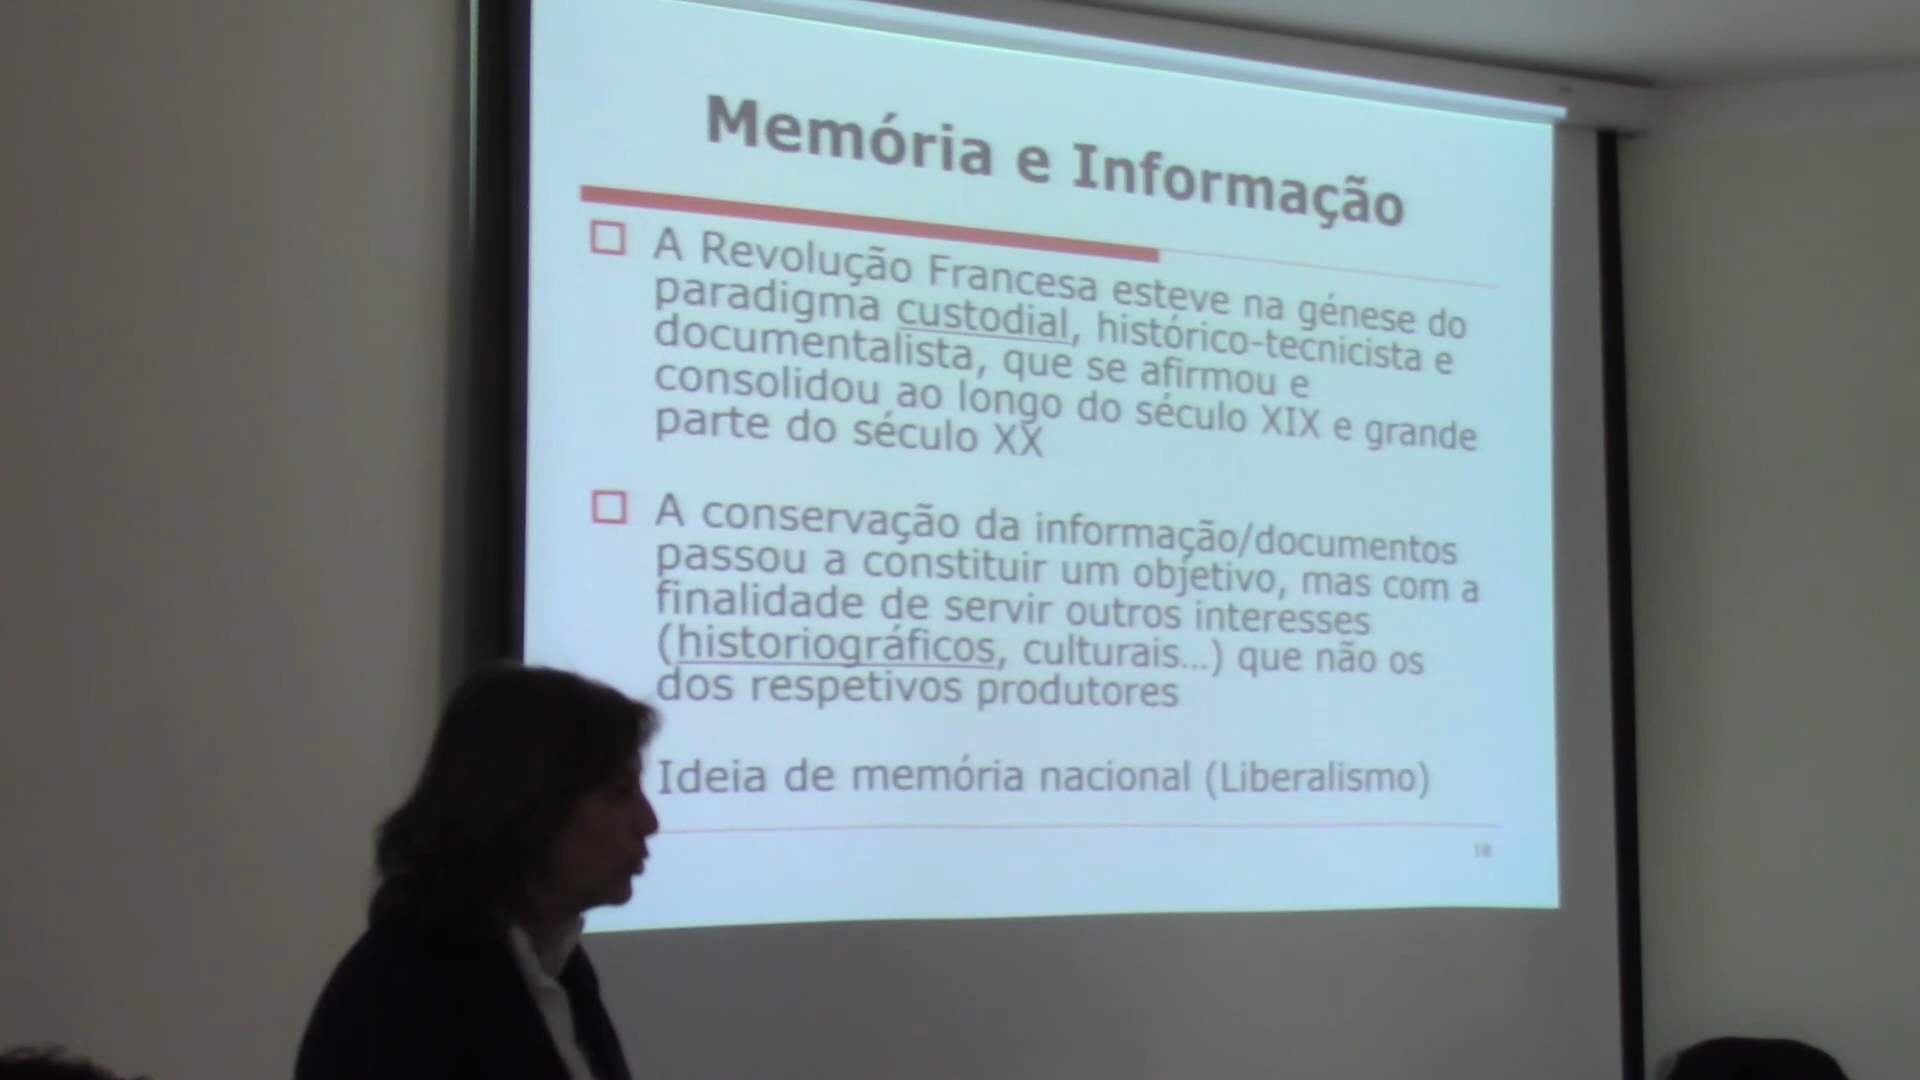 Memória e Informação
A Revolução Francesa esteve na génese do
paradigma custodial, histórico-tecnicista e
documentalista, que se afirmou e
consolidou ao longo do século XIX e grande
parte do século XX
A conservação da informação/documentos
passou a constituir um objetivo, mas com a
finalidade de servir outros interesses
(historiográficos, culturais...) que não os
dos respetivos produtores
Ideia de memória nacional (Liberalismo)
18